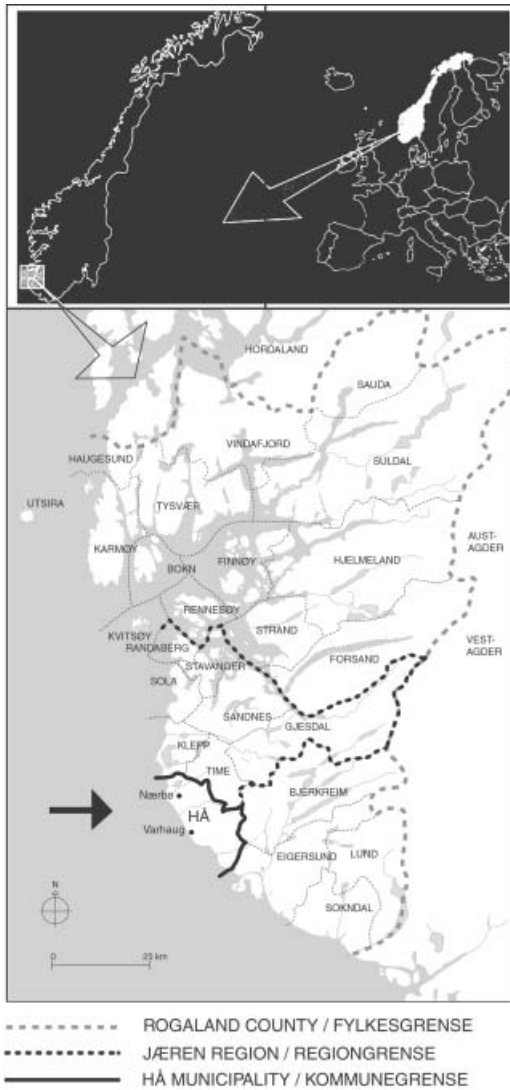 HORDALAND
SAUDA
VINDAFJORD
HAUGESUND
SULDAL
UTSIRA
TYSVÆR
KARMØY
BOKN
FINNØY
HJELMELAND
AUST-
AGDER
RENNESØY
KVITSØY
RANDABERG
STRAND
VEST-
AGDER
STAVANGER
FORSAND
SOLA
SANDNES
GJESDAL
KLEPP
TIME
Nærbø
BJERKREIM
HÅ
Varhaug
EIGERSUND
LUND
SOKNDAL
N
0 25 km
ROGALAND COUNTY / FYLKESGRENSE
JÆREN REGION / REGIONGRENSE
HÅ MUNICIPALITY / KOMMUNEGRENSE